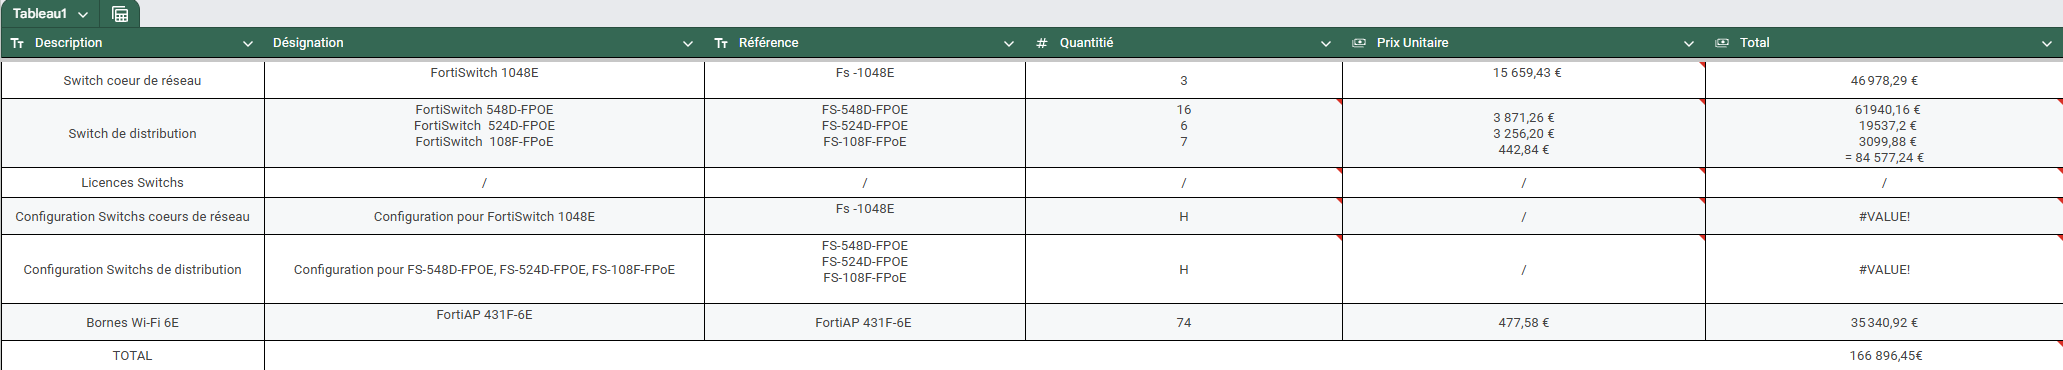 Tableau1
Description Désignation Référence Quantitié Prix Unitaire Total
Switch coeur de réseau FortiSwitch 1048E Fs -1048E 3 15 659,43 € 46 978,29 €
FortiSwitch 548D-FPOE FS-548D-FPOE 16 3 871,26 € 61940,16 €
Switch de distribution FortiSwitch 524D-FPOE FS-524D-FPOE 6 3 256,20 € 19537,2 €
FortiSwitch 108F-FPoE FS-108F-FPoE 7 442,84 € 3099,88 €
= 84 577,24 €
Licences Switchs / / / / /
Configuration Switchs coeurs de réseau Configuration pour FortiSwitch 1048E Fs -1048E H / #VALUE!
FS-548D-FPOE
Configuration Switchs de distribution Configuration pour FS-548D-FPOE, FS-524D-FPOE, FS-108F-FPoE FS-524D-FPOE H / #VALUE!
FS-108F-FPoE
Bornes Wi-Fi 6E FortiAP 431F-6E FortiAP 431F-6E 74 477,58 € 35 340,92 €
TOTAL 166 896,45€